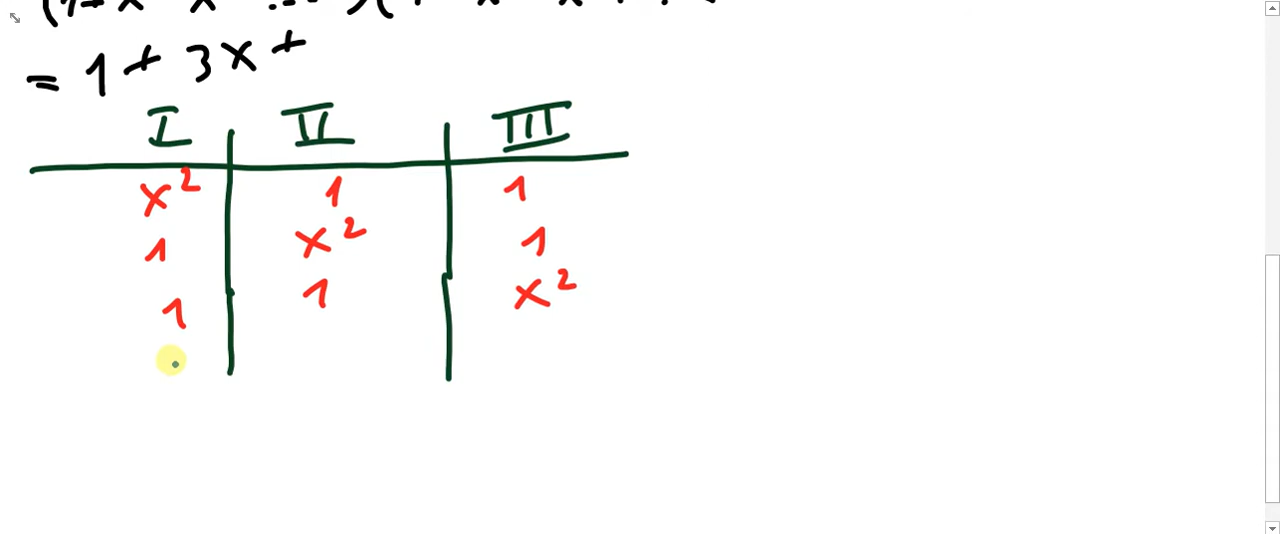 = 1 + 3x +
I II III
x² 1 1
1 x² 1
1 1 x²